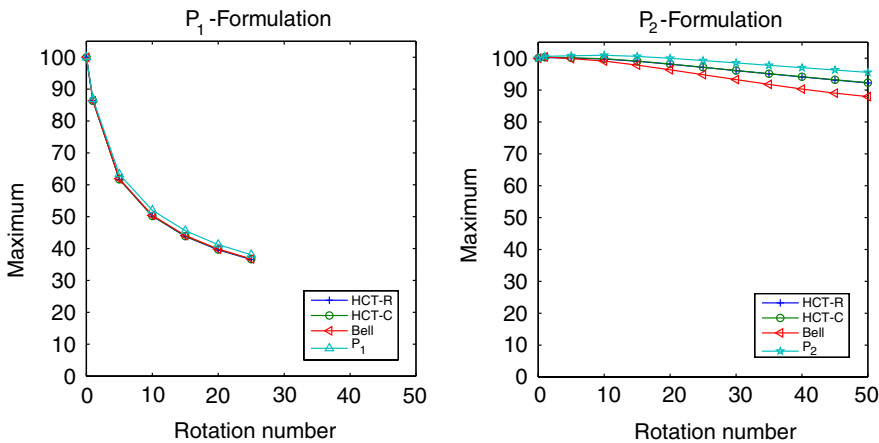 P1-Formulation
Maximum
100
90
80
70
60
50
40
30
20
10
0
0 10 20 30 40 50
Rotation number
HCT-R
HCT-C
Bell
P1
P2-Formulation
Maximum
100
90
80
70
60
50
40
30
20
10
0
0 10 20 30 40 50
Rotation number
HCT-R
HCT-C
Bell
P2